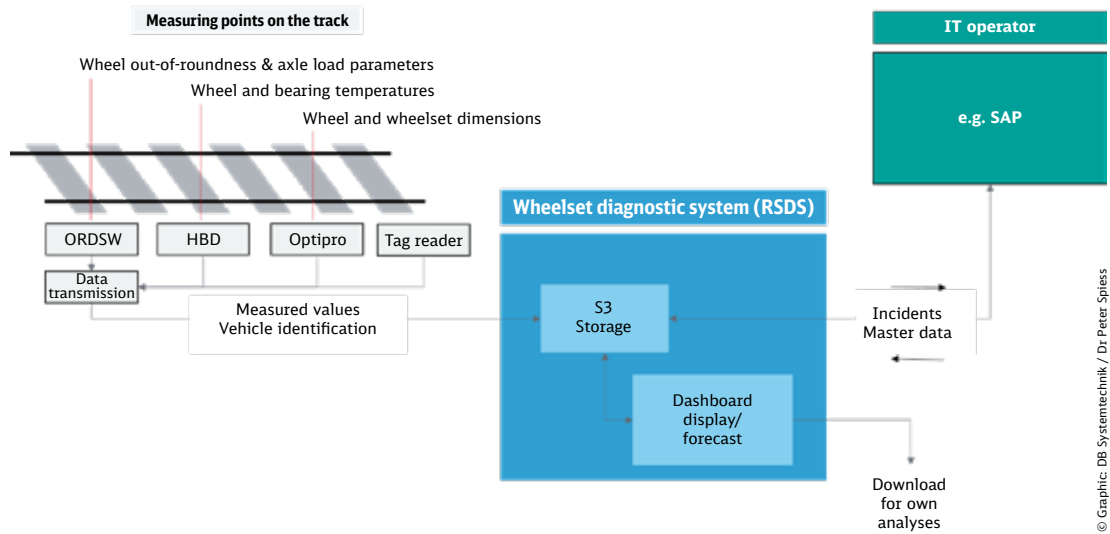 Measuring points on the track
Wheel out-of-roundness & axle load parameters
Wheel and bearing temperatures
Wheel and wheelset dimensions
ORDSW
HBD
Optipro
Tag reader
Data
transmission
Measured values
Vehicle identification
Wheelset diagnostic system (RSDS)
S3
Storage
Dashboard
display/
forecast
Incidents
Master data
IT operator
e.g. SAP
Download
for own
analyses
© Graphic: DB Systemtechnik / Dr Peter Spiess